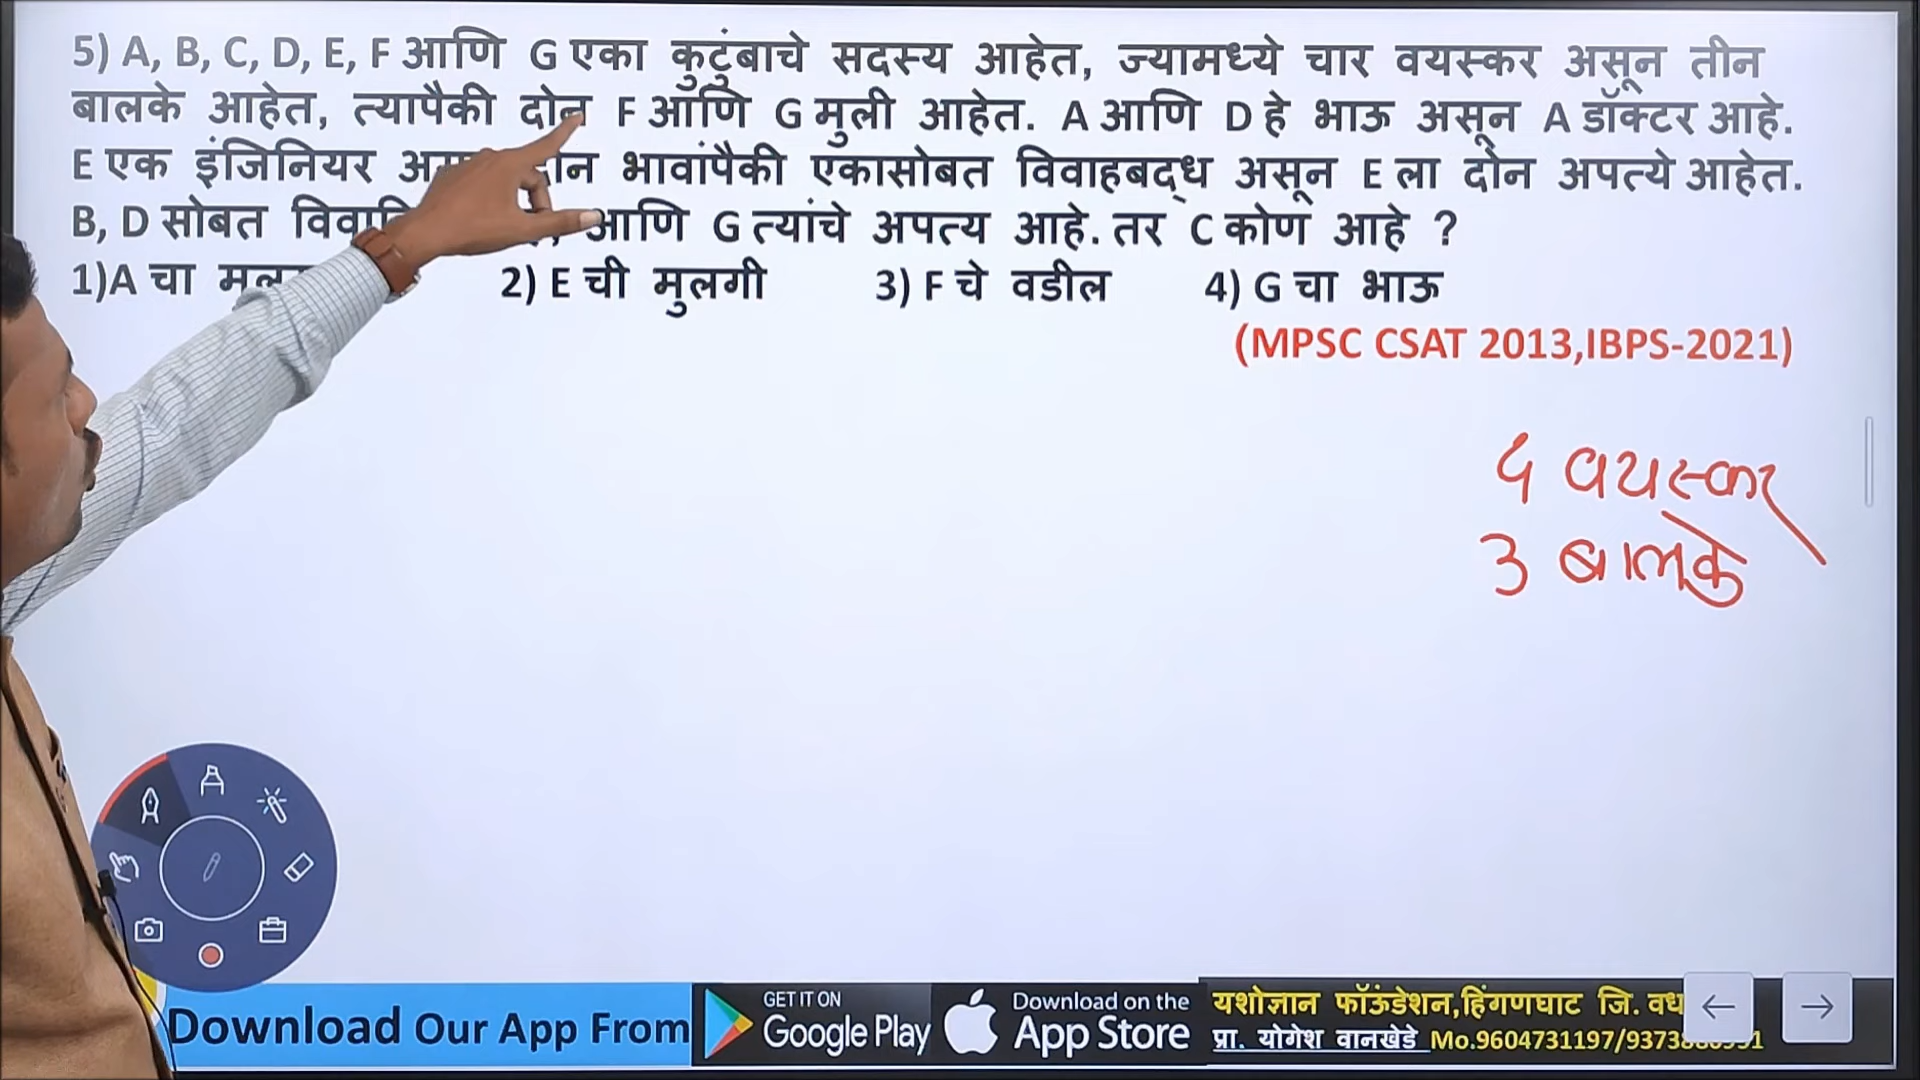 5) A, B, C, D, E, F आणि G एका कुटुंबाचे सदस्य आहेत, ज्यामध्ये चार वयस्कर असून तीन
बालके आहेत, त्यापैकी दोन F आणि G मुली आहेत. A आणि D हे भाऊ असून A डॉक्टर आहे.
E एक इंजिनियर भावांपैकी एकासोबत विवाहबद्ध असून E ला दोन अपत्ये आहेत.
B, D सोबत आणि G त्यांचे अपत्य आहे. तर C कोण आहे ?
1)A चा 2) E ची मुलगी 3) F चे वडील 4) G चा भाऊ
(MPSC CSAT 2013,IBPS-2021)
4 वयस्कर
3 बालके
Download Our App From
GET IT ON
Google Play
Download on the
App Store
यशोज्ञान फॉऊंडेशन,हिंगणघाट जि.
प्रा. योगेश वानखेडे Mo.9604731197/